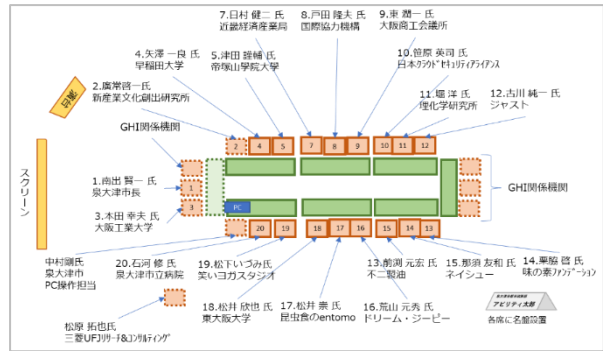 7.日村 健二 氏
近畿経済産業局
8.戸田 隆夫 氏
国際協力機構
9.東 潤一 氏
大阪商工会議所
4.矢澤 一良 氏
早稲田大学
5.津田 謹輔 氏
帝塚山学院大学
10.笹原 英司 氏
日本クラウドセキュリティアライアンス
演台
2.廣常啓一氏
新産業文化創出研究所
11.堀 洋 氏
理化学研究所
12.古川 純一 氏
ジャスト
GHI関係機関
2
4
5
7
8
9
10
11
12
スクリーン
1.南出 賢一 氏
泉大津市長
1
GHI関係機関
3.本田 幸夫 氏
大阪工業大学
3
PC
20
19
18
17
16
15
14
13
中村剛氏
泉大津市
PC操作担当
20.石河 修 氏
泉大津市立病院
19.松下いづみ氏
笑いヨガスタジオ
13.前渕 元宏 氏
不二製油
15.那須 友和 氏
ネイシュー
14.栗脇 啓 氏
味の素ファンデーション
18.松井 欣也 氏
東大阪大学
17.松井 崇 氏
昆虫食のentomo
16.荒山 元秀 氏
ドリーム・ジーピー
松原 拓也氏
三菱UFJリサーチ&コンサルティング
アビリティ太郎
各席に名盤設置